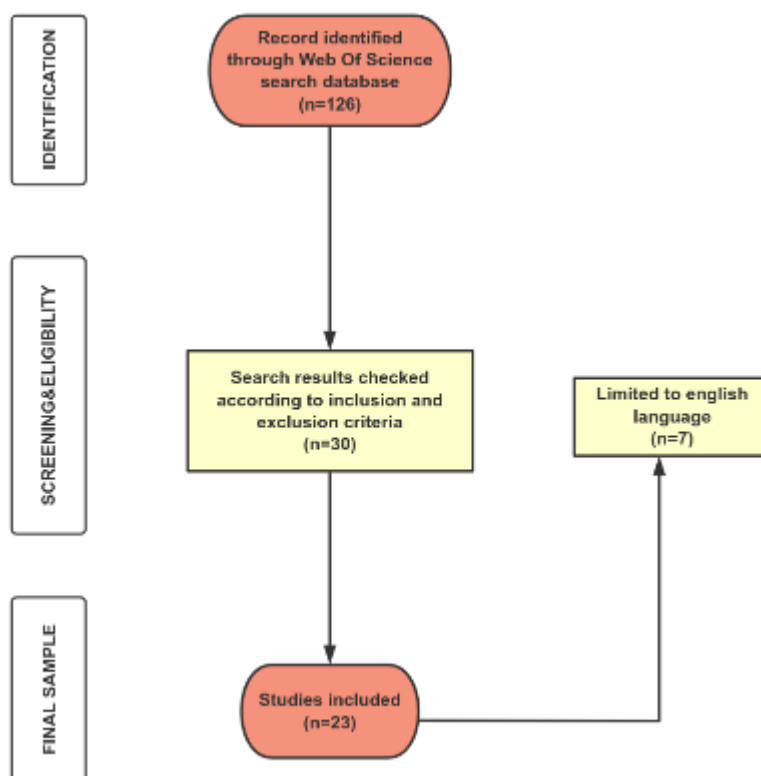 IDENTIFICATION
Record identified
through Web Of Science
search database
(n=126)
SCREENING&ELIGIBILITY
Search results checked
according to inclusion and
exclusion criteria
(n=30)
Limited to english
language
(n=7)
FINAL SAMPLE
Studies included
(n=23)